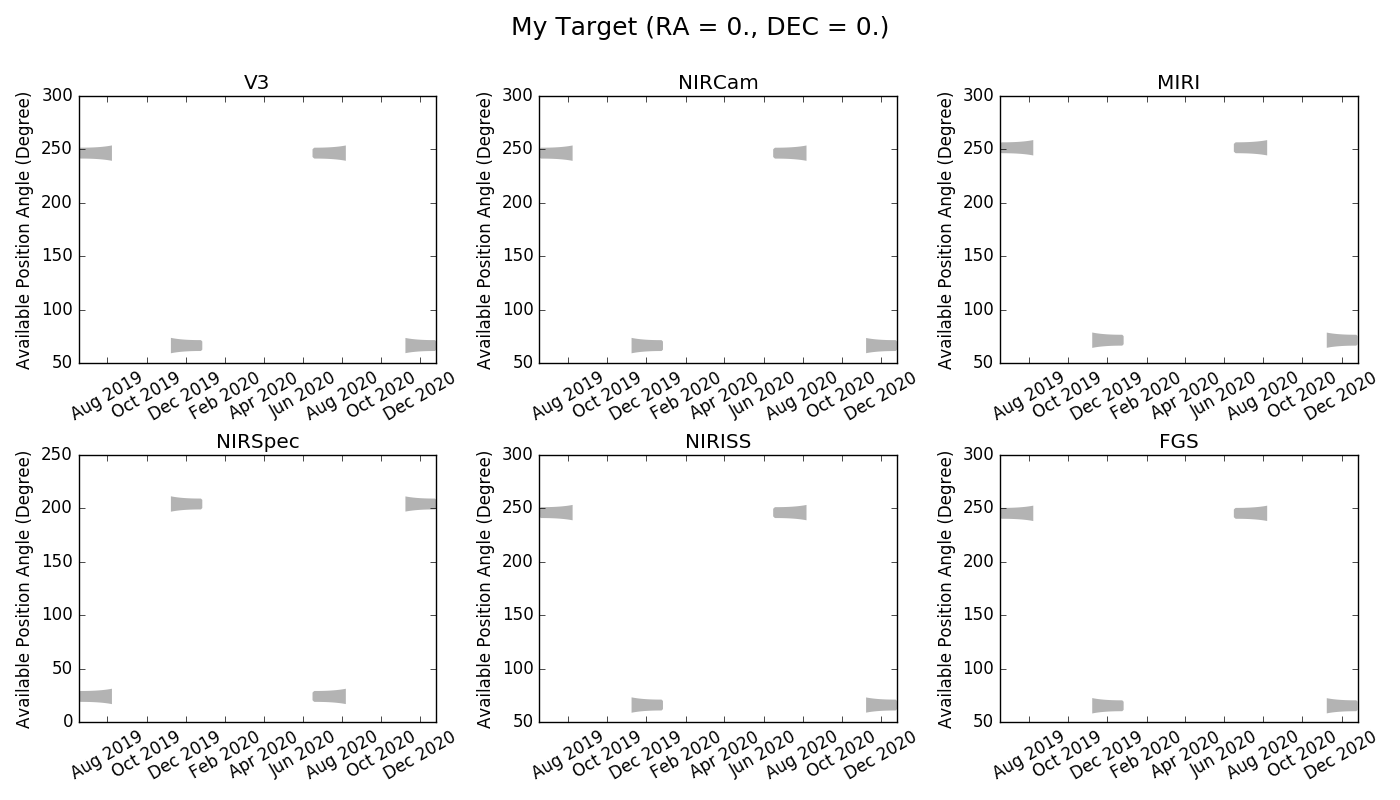 My Target (RA = 0., DEC = 0.)
V3
Available Position Angle (Degree)
300
250
200
150
100
50
Aug 2019
Oct 2019
Dec 2019
Feb 2020
Apr 2020
Jun 2020
Aug 2020
Oct 2020
Dec 2020
NIRCam
Available Position Angle (Degree)
300
250
200
150
100
50
Aug 2019
Oct 2019
Dec 2019
Feb 2020
Apr 2020
Jun 2020
Aug 2020
Oct 2020
Dec 2020
MIRI
Available Position Angle (Degree)
300
250
200
150
100
50
Aug 2019
Oct 2019
Dec 2019
Feb 2020
Apr 2020
Jun 2020
Aug 2020
Oct 2020
Dec 2020
NIRSpec
Available Position Angle (Degree)
250
200
150
100
50
0
Aug 2019
Oct 2019
Dec 2019
Feb 2020
Apr 2020
Jun 2020
Aug 2020
Oct 2020
Dec 2020
NIRISS
Available Position Angle (Degree)
300
250
200
150
100
50
Aug 2019
Oct 2019
Dec 2019
Feb 2020
Apr 2020
Jun 2020
Aug 2020
Oct 2020
Dec 2020
FGS
Available Position Angle (Degree)
300
250
200
150
100
50
Aug 2019
Oct 2019
Dec 2019
Feb 2020
Apr 2020
Jun 2020
Aug 2020
Oct 2020
Dec 2020